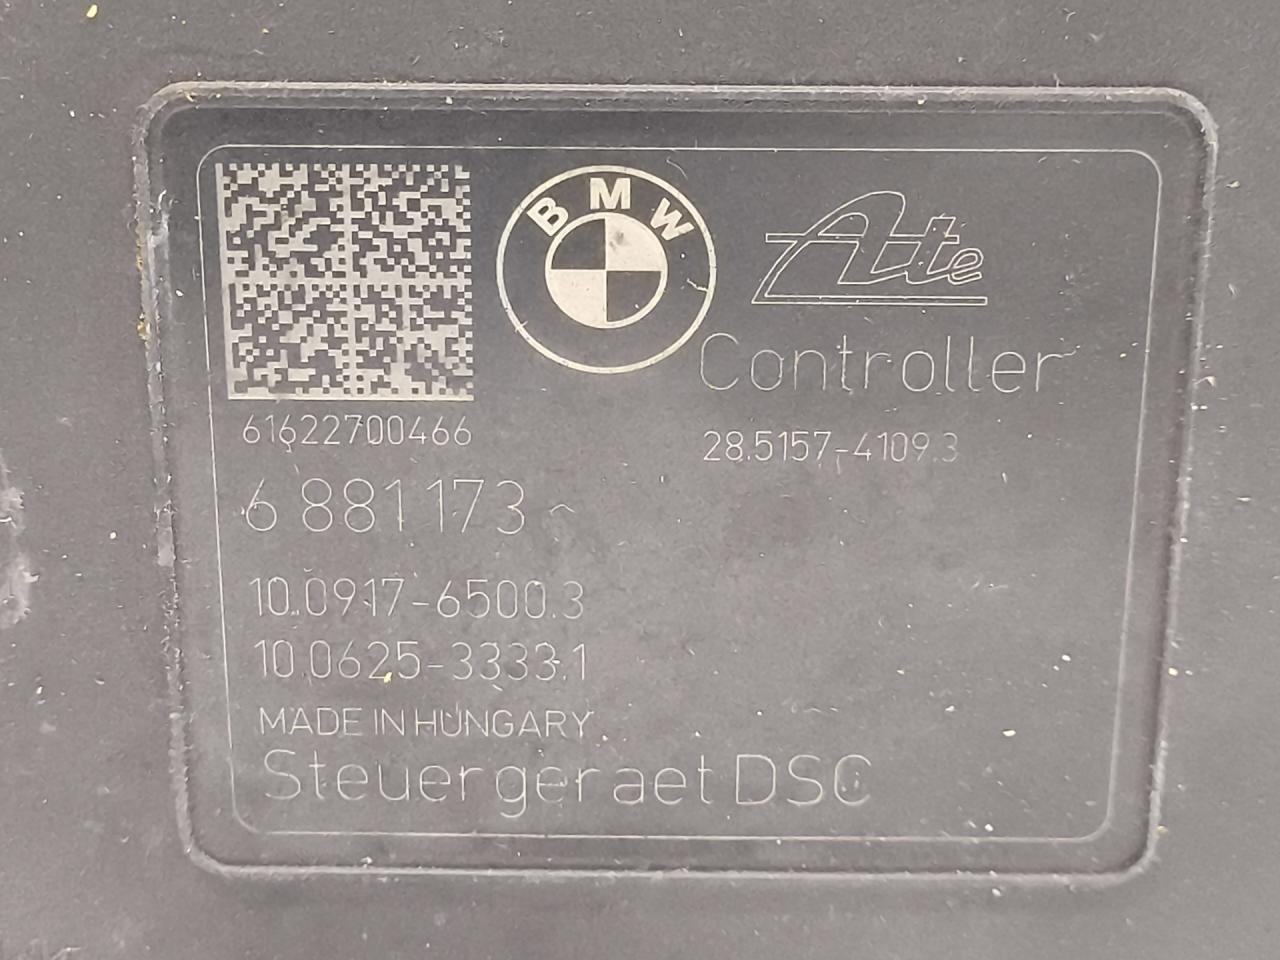 BMW
Ate
Controller
61622700466
28.5157-4109.3
6 881 173
10.0917-6500.3
10.0625-3333.1
MADE IN HUNGARY
Steuergeraet DSC